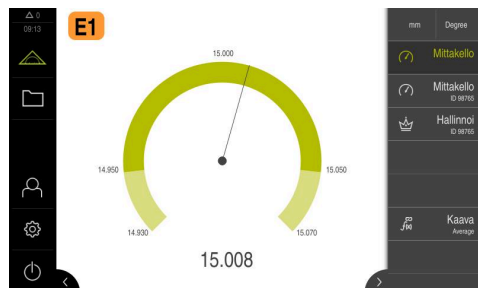 0
09:13
E1
15.000
14.950
15.050
14.930
15.070
15.008
mm Degree
Mittakello
Mittakello
ID 98765
Hallinnoi
ID 98765
Kaava
Average